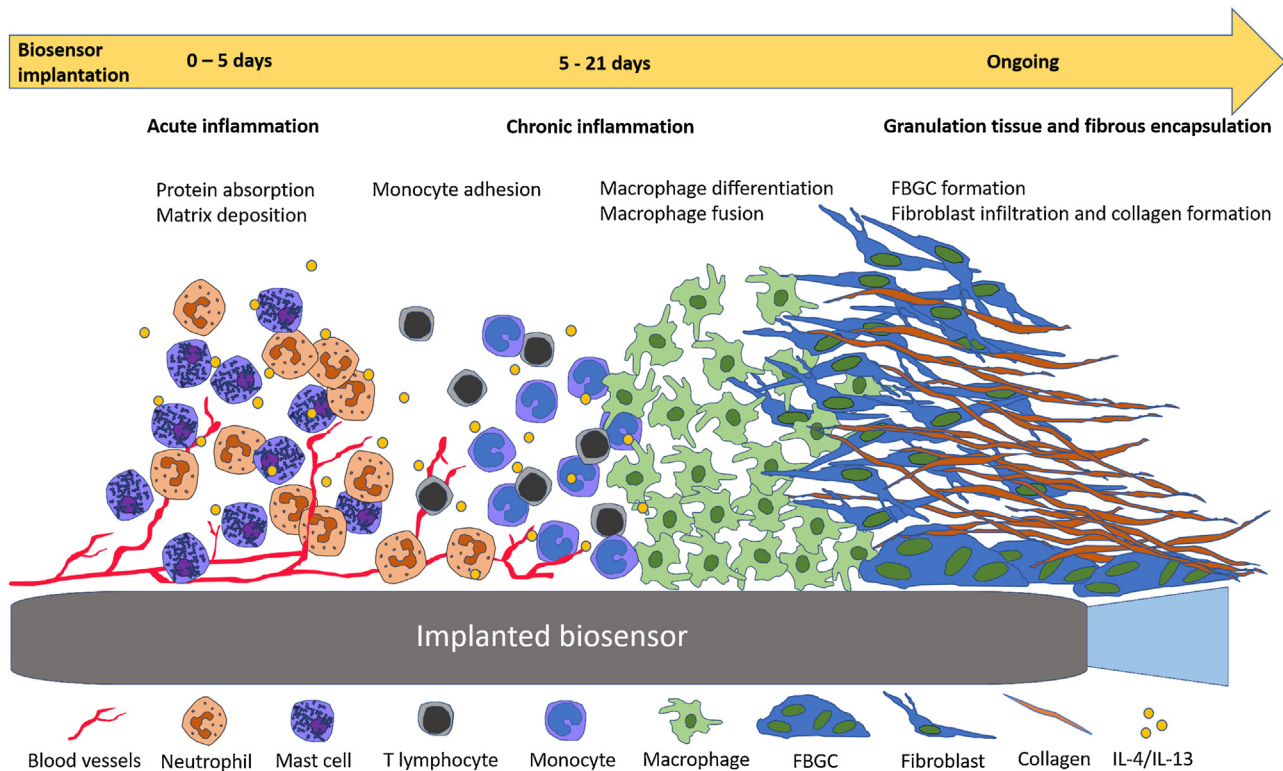 Biosensor
implantation
0 – 5 days
5 - 21 days
Ongoing
Acute inflammation
Chronic inflammation
Granulation tissue and fibrous encapsulation
Protein absorption
Matrix deposition
Monocyte adhesion
Macrophage differentiation
Macrophage fusion
FBGC formation
Fibroblast infiltration and collagen formation
Implanted biosensor
Blood vessels
Neutrophil
Mast cell
T lymphocyte
Monocyte
Macrophage
FBGC
Fibroblast
Collagen
IL-4/IL-13